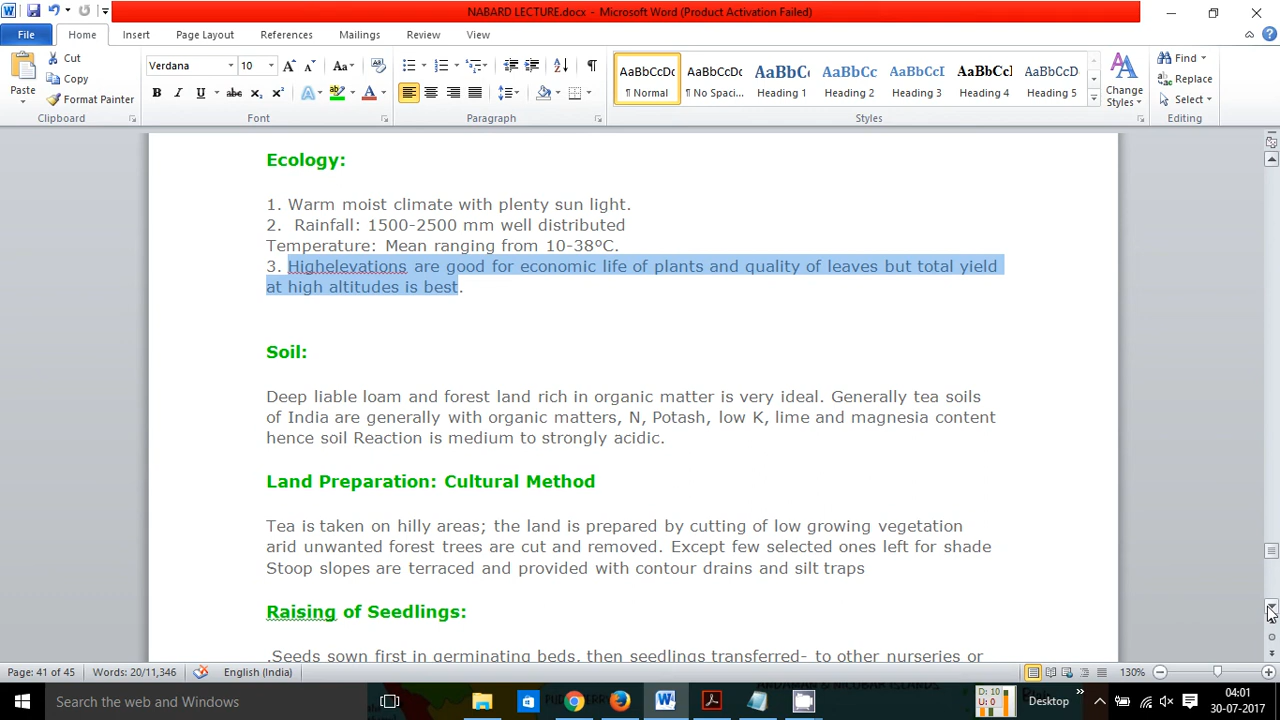 NABARD LECTURE.docx - Microsoft Word (Product Activation Failed)
File Home Insert Page Layout References Mailings Review View
Paste
Cut
Copy
Format Painter
Clipboard
Verdana 10
Font
Paragraph
AaBbCcDc AaBbCcDc AaBbC AaBbCc AaBbCcI AaBbCcI AaBbCcD
¶ Normal ¶ No Spaci... Heading 1 Heading 2 Heading 3 Heading 4 Heading 5
Styles
Change Styles
Find
Replace
Select
Editing
Ecology:
1. Warm moist climate with plenty sun light.
2. Rainfall: 1500-2500 mm well distributed
Temperature: Mean ranging from 10-38ºC.
3. Highelevations are good for economic life of plants and quality of leaves but total yield
at high altitudes is best.
Soil:
Deep liable loam and forest land rich in organic matter is very ideal. Generally tea soils
of India are generally with organic matters, N, Potash, low K, lime and magnesia content
hence soil Reaction is medium to strongly acidic.
Land Preparation: Cultural Method
Tea is taken on hilly areas; the land is prepared by cutting of low growing vegetation
arid unwanted forest trees are cut and removed. Except few selected ones left for shade
Stoop slopes are terraced and provided with contour drains and silt traps
Raising of Seedlings:
.Seeds sown first in germinating beds, then seedlings transferred- to other nurseries or
Page: 41 of 45 Words: 20/11,346 English (India) 130%
Search the web and Windows
D: 10
U: 0
Desktop
04:01
30-07-2017